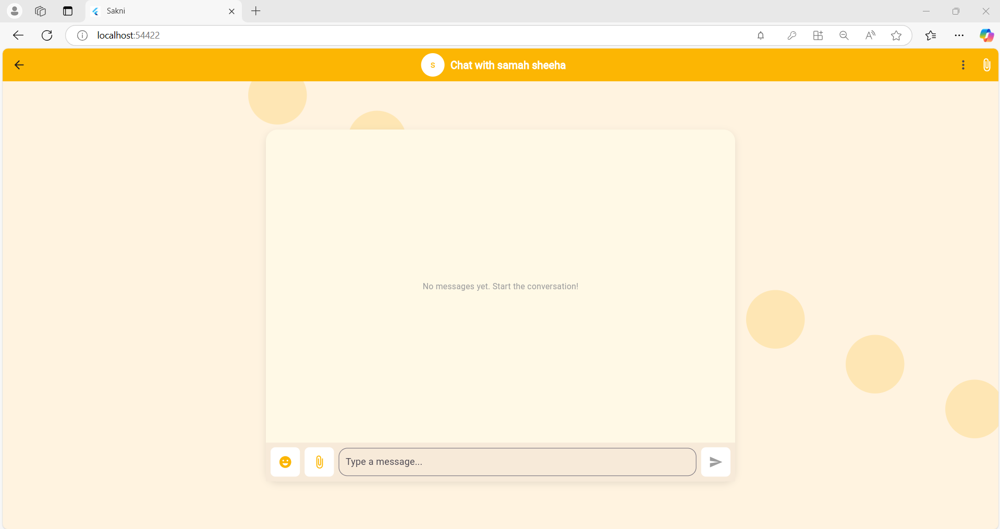 Sakni
localhost:54422
S
Chat with samah sheeha
No messages yet. Start the conversation!
Type a message...